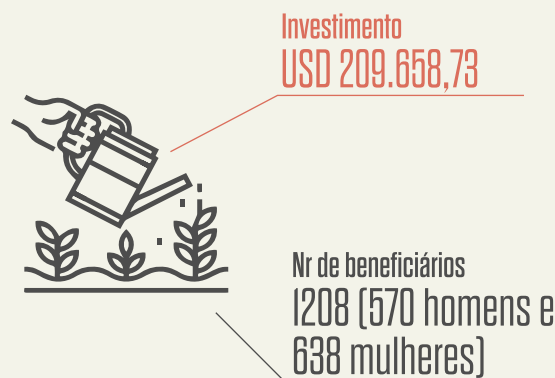 Investimento
USD 209.658,73
Nr de beneficiários
1208 (570 homens e
638 mulheres)